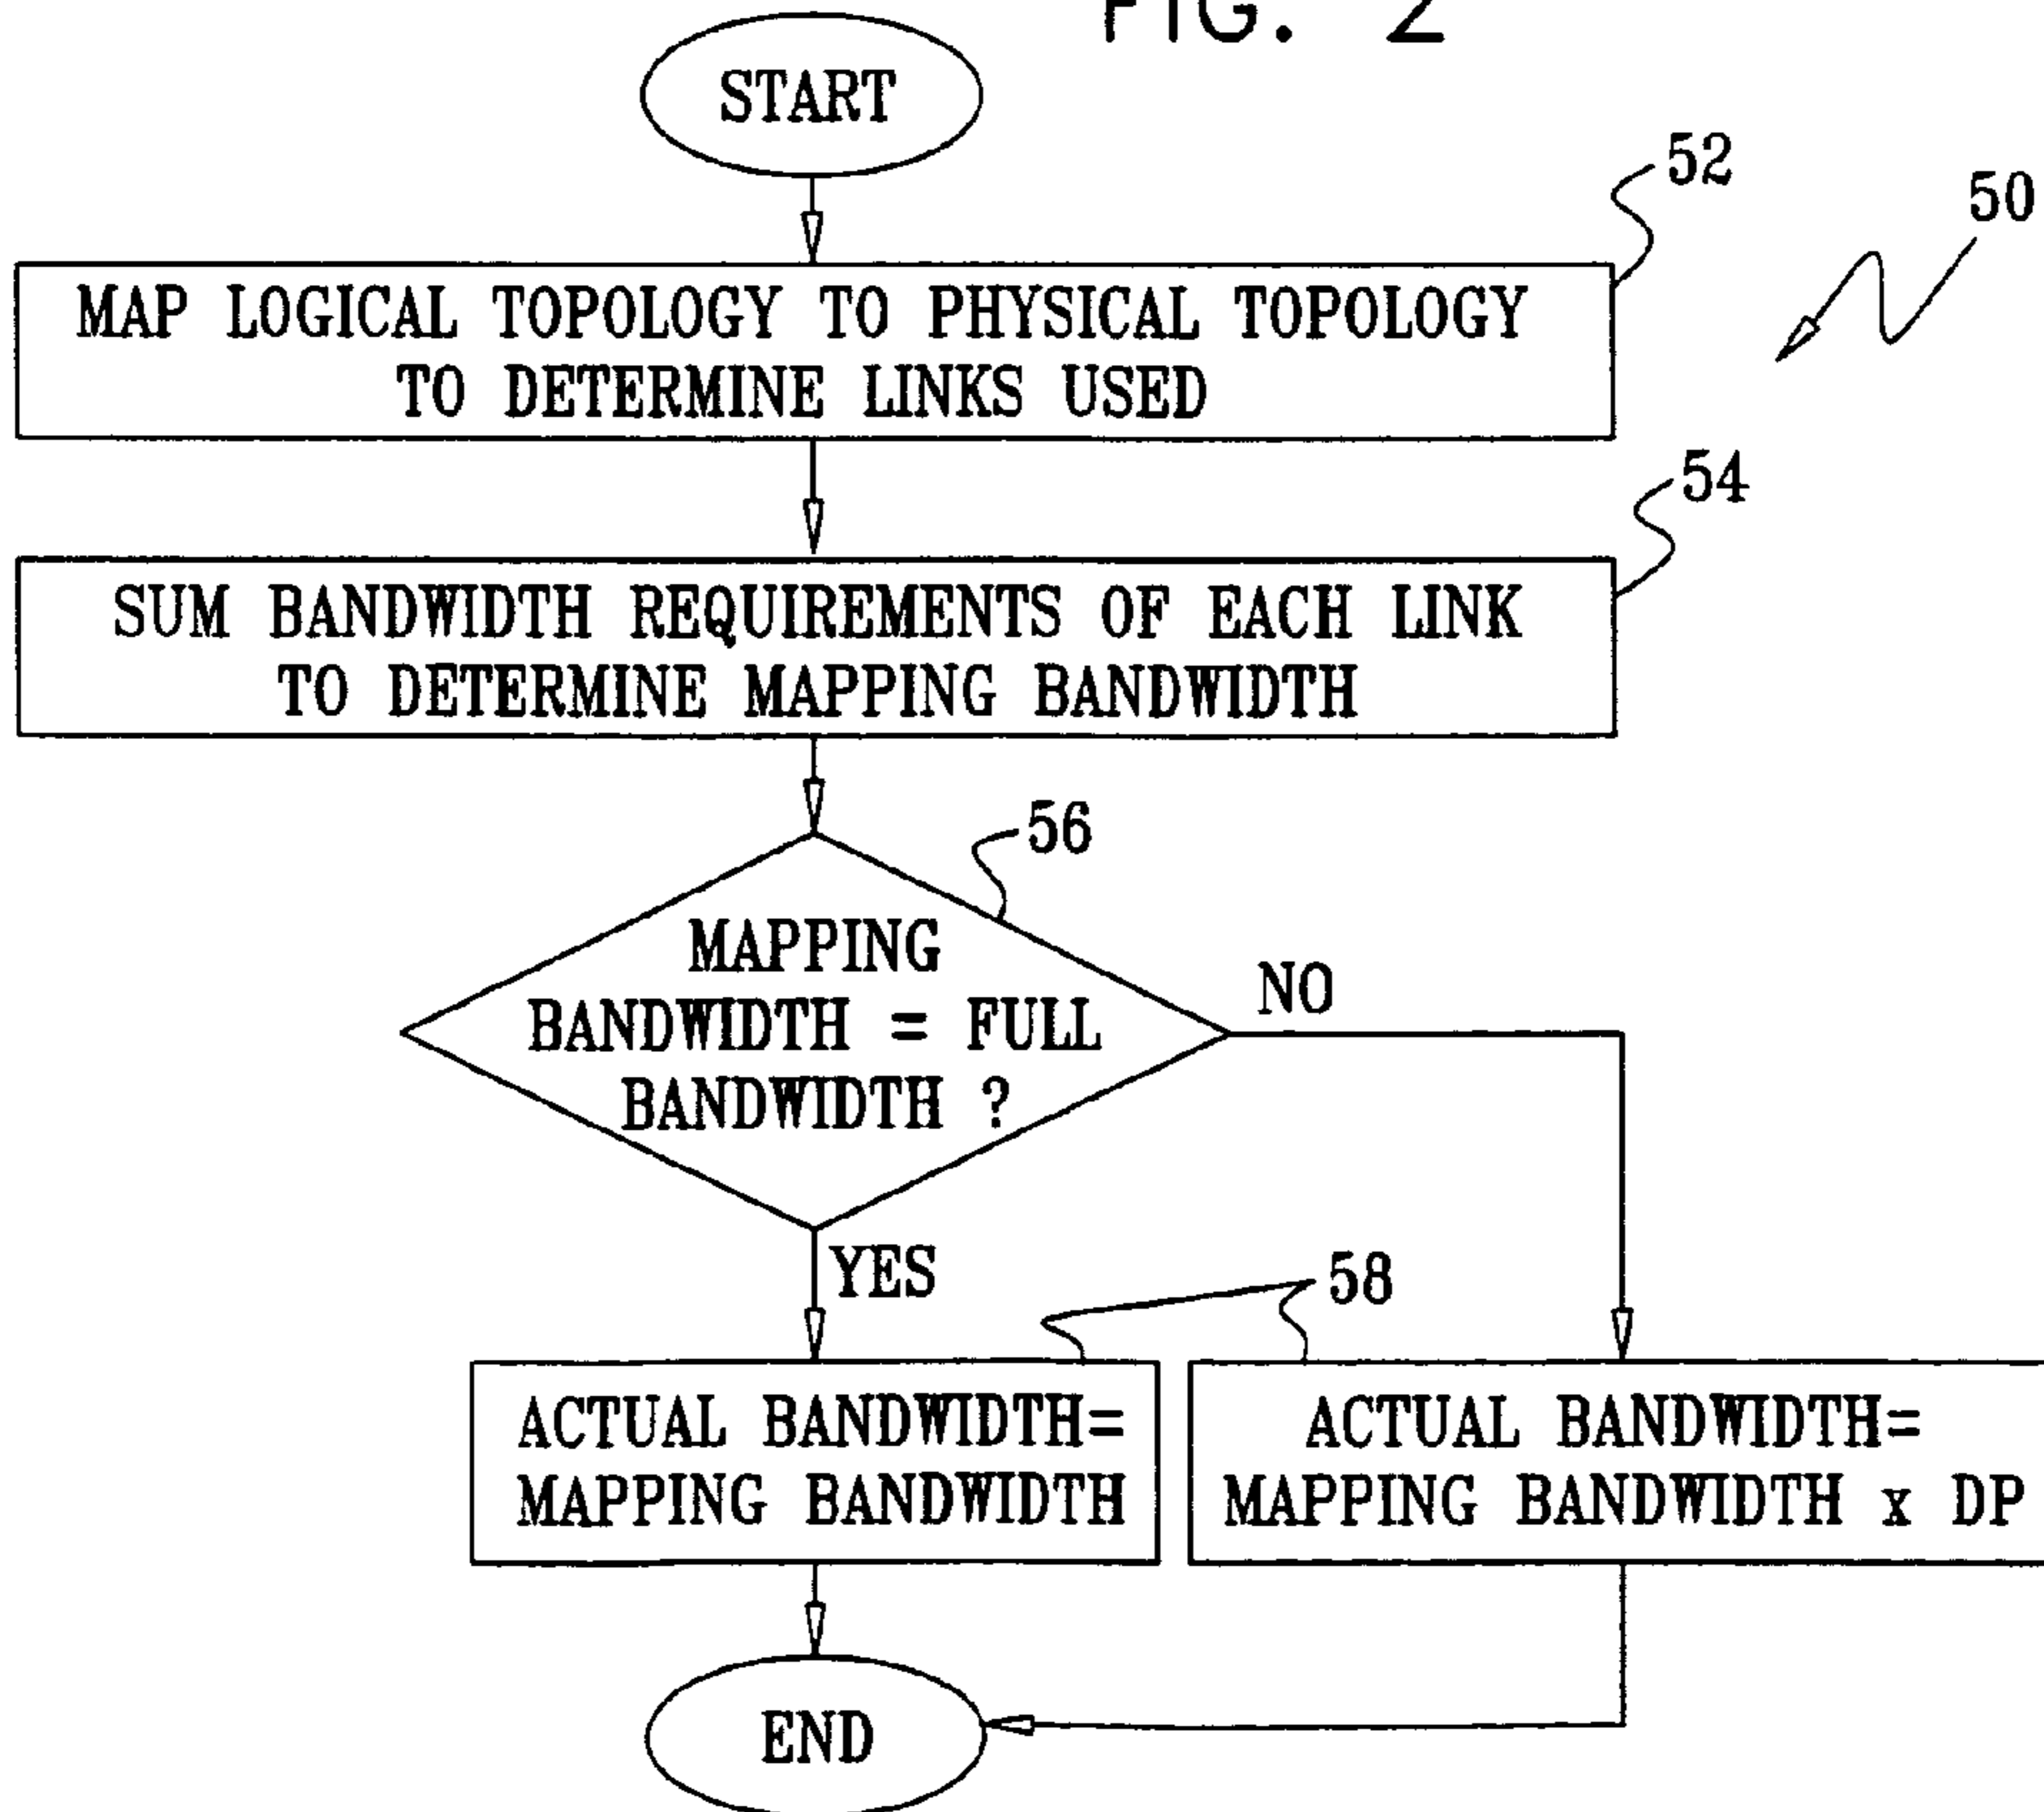 FIG. 2
START
52
50
MAP LOGICAL TOPOLOGY TO PHYSICAL TOPOLOGY
TO DETERMINE LINKS USED
54
SUM BANDWIDTH REQUIREMENTS OF EACH LINK
TO DETERMINE MAPPING BANDWIDTH
56
MAPPING
BANDWIDTH = FULL
BANDWIDTH ?
NO
YES
58
ACTUAL BANDWIDTH=
MAPPING BANDWIDTH
ACTUAL BANDWIDTH=
MAPPING BANDWIDTH x DP
END